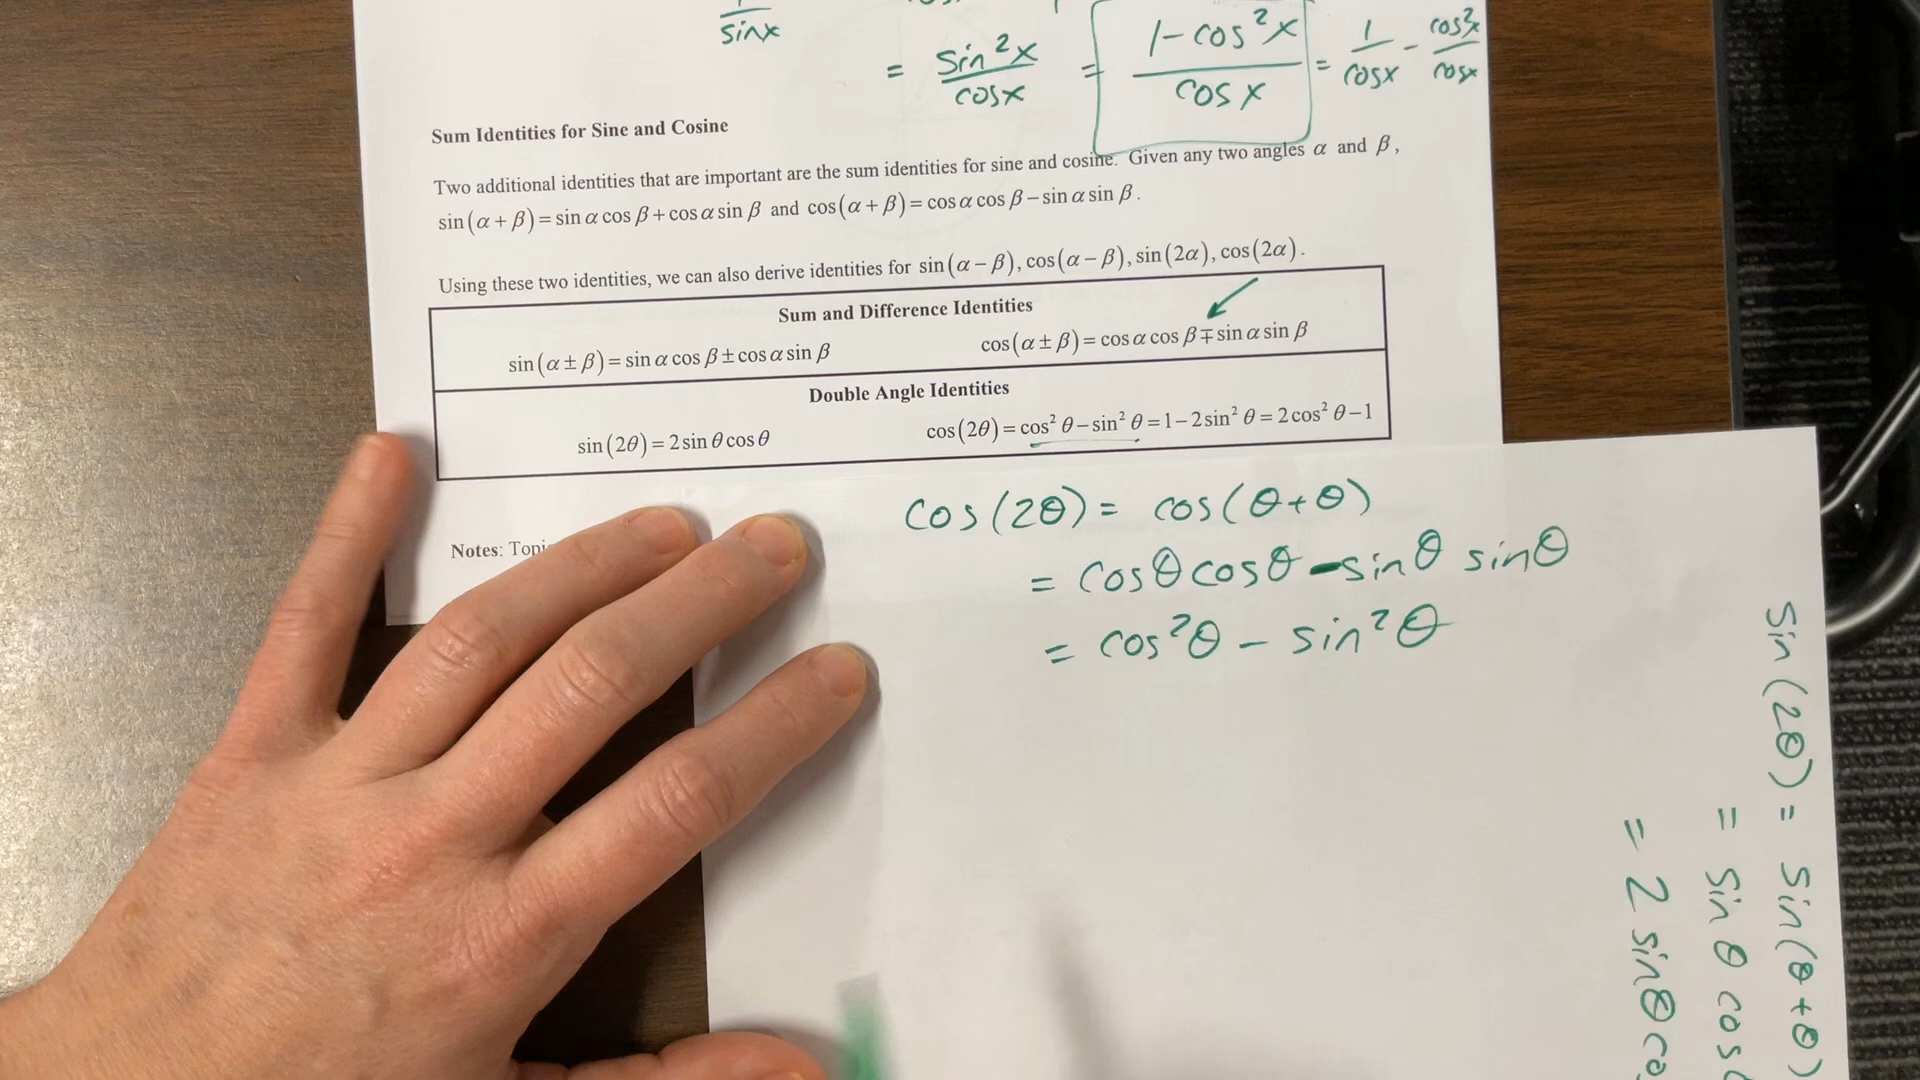 1/sinx
= sin²x/cosx = 1-cos²x/cosx = 1/cosx - cos²x/cosx
Sum Identities for Sine and Cosine
Two additional identities that are important are the sum identities for sine and cosine. Given any two angles α and β,
sin(α+β)=sin α cos β+cos α sin β and cos(α+β)=cos α cos β−sin α sin β.
Using these two identities, we can also derive identities for sin(α−β),cos(α−β),sin(2α),cos(2α).
Sum and Difference Identities
sin(α±β)=sin α cos β±cos α sin β cos(α±β)=cos α cos β∓sin α sin β
Double Angle Identities
sin(2θ)=2sin θ cos θ cos(2θ)=cos² θ−sin² θ=1−2sin² θ=2cos² θ−1
Notes:
cos(2θ)= cos(θ+θ)
= cosθcosθ-sinθ sinθ
= cos²θ - sin²θ
sin(2θ)= sin(θ+θ)
= sin θ cos
= 2 sinθ